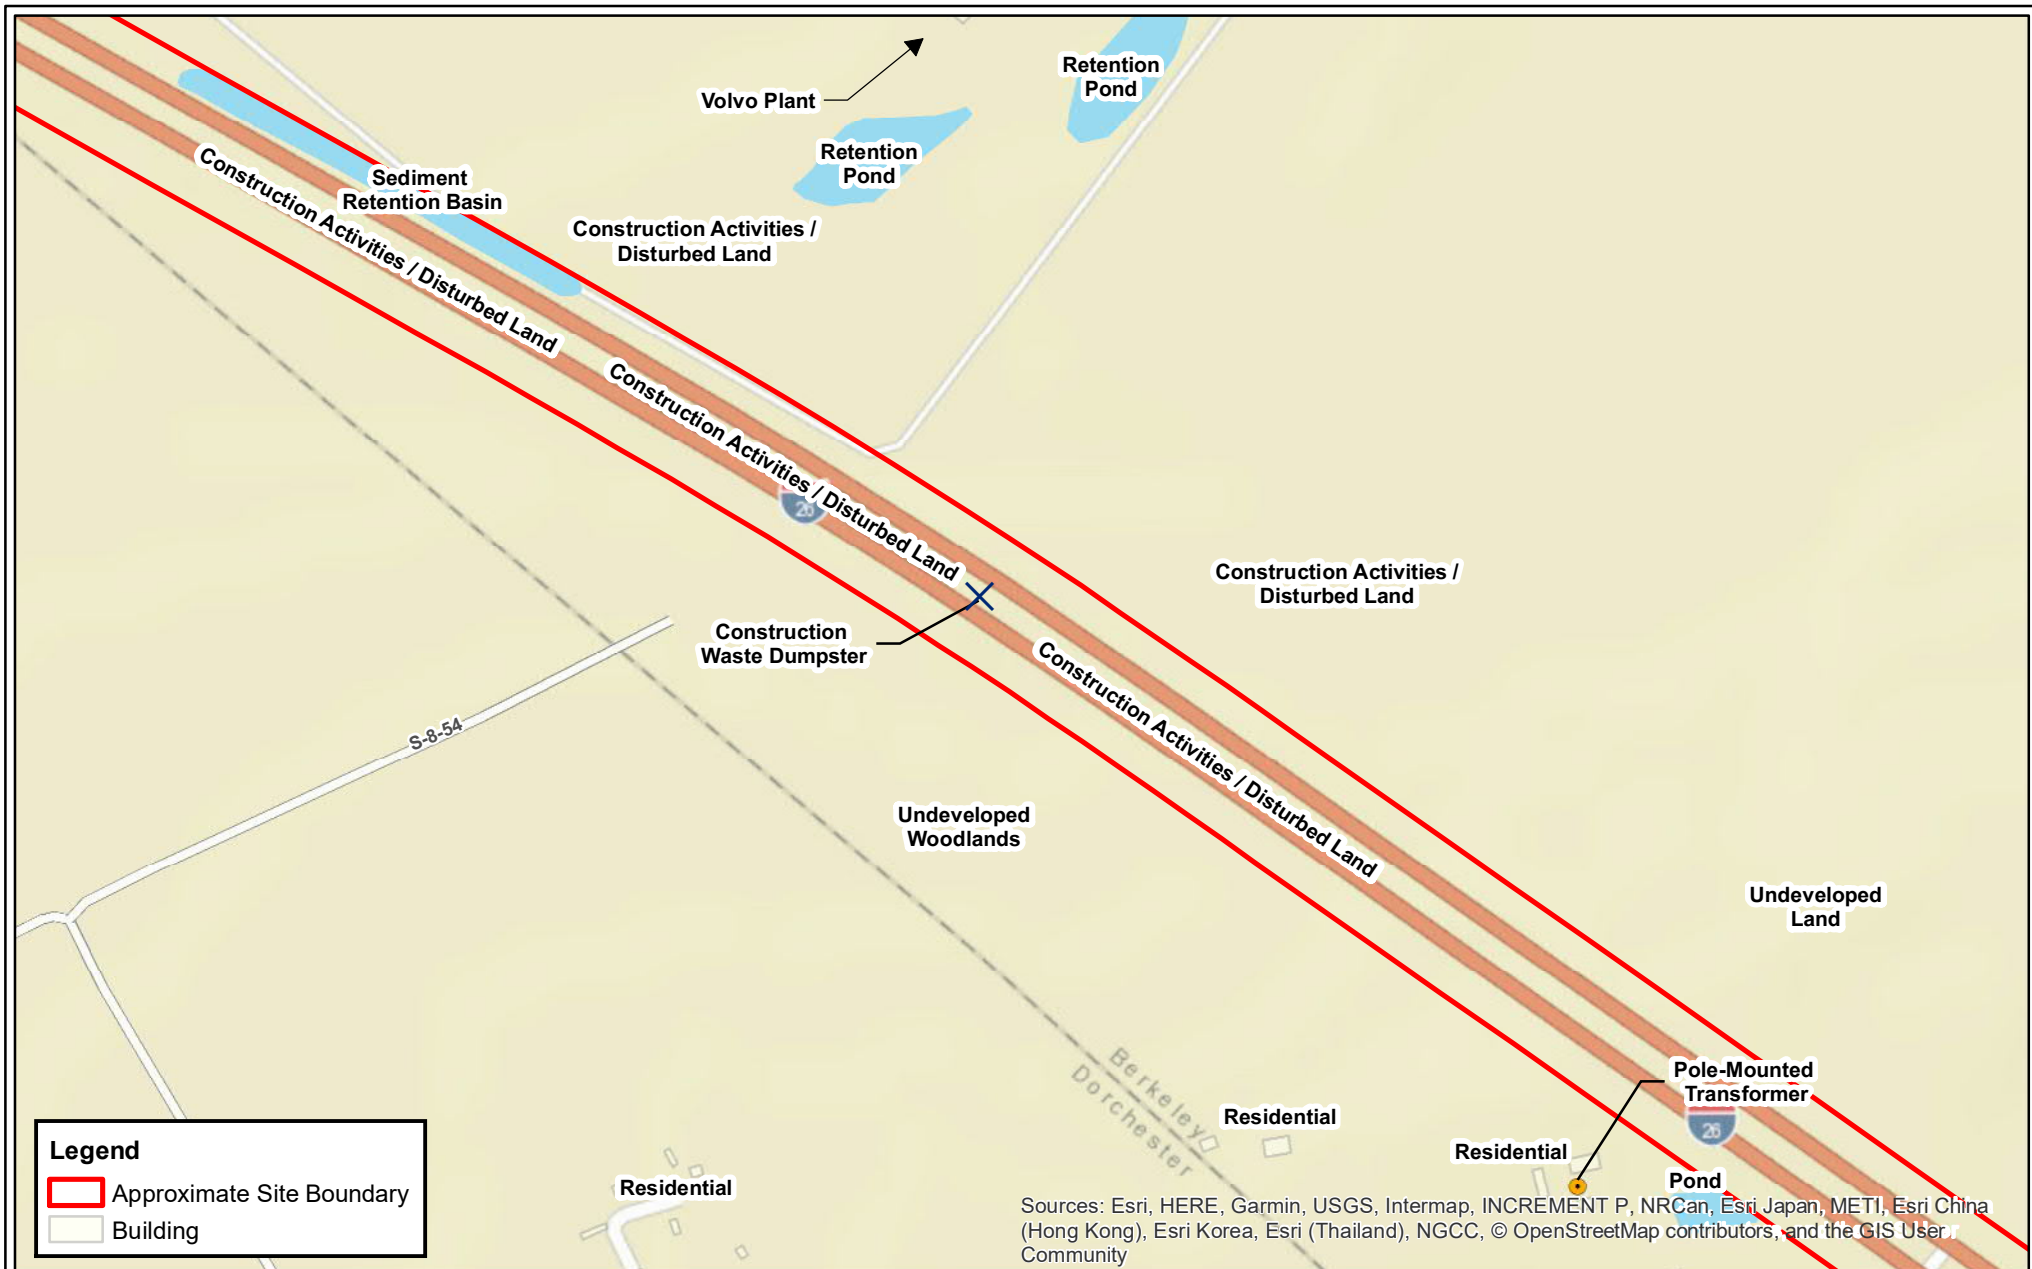 Volvo Plant
Retention
Pond
Retention
Pond
Sediment
Retention Basin
Construction Activities /
Disturbed Land
Construction Activities / Disturbed Land
Construction Activities / Disturbed Land
26
Construction Activities /
Disturbed Land
Construction
Waste Dumpster
Construction Activities / Disturbed Land
S-8-54
Undeveloped
Woodlands
Undeveloped
Land
Berkeley
Dorchester
Pole-Mounted
Transformer
26
Residential
Residential
Residential
Pond
Legend
Approximate Site Boundary
Building
Sources: Esri, HERE, Garmin, USGS, Intermap, INCREMENT P, NRCan, Esri Japan, METI, Esri China
(Hong Kong), Esri Korea, Esri (Thailand), NGCC, © OpenStreetMap contributors, and the GIS User
Community